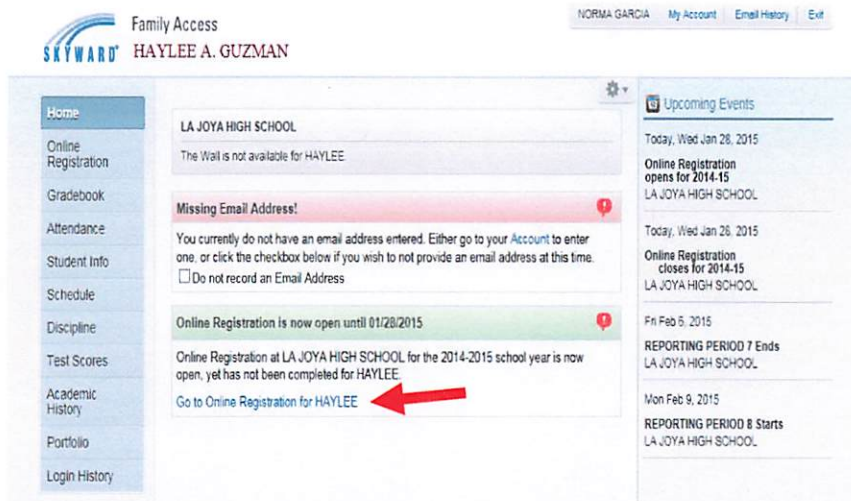 SKYWARD®
Family Access
HAYLEE A. GUZMAN
NORMA GARCIA My Account Email History Exit
Home
Online
Registration
Gradebook
Attendance
Student Info
Schedule
Discipline
Test Scores
Academic
History
Portfolio
Login History
LA JOYA HIGH SCHOOL
The Wall is not available for HAYLEE.
Missing Email Address!
You currently do not have an email address entered. Either go to your Account to enter
one, or click the checkbox below if you wish to not provide an email address at this time.
Do not record an Email Address
Online Registration is now open until 01/28/2015
Online Registration at LA JOYA HIGH SCHOOL for the 2014-2015 school year is now
open, yet has not been completed for HAYLEE.
Go to Online Registration for HAYLEE
Upcoming Events
Today, Wed Jan 28, 2015
Online Registration
opens for 2014-15
LA JOYA HIGH SCHOOL
Today, Wed Jan 28, 2015
Online Registration
closes for 2014-15
LA JOYA HIGH SCHOOL
Fri Feb 6, 2015
REPORTING PERIOD 7 Ends
LA JOYA HIGH SCHOOL
Mon Feb 9, 2015
REPORTING PERIOD 8 Starts
LA JOYA HIGH SCHOOL